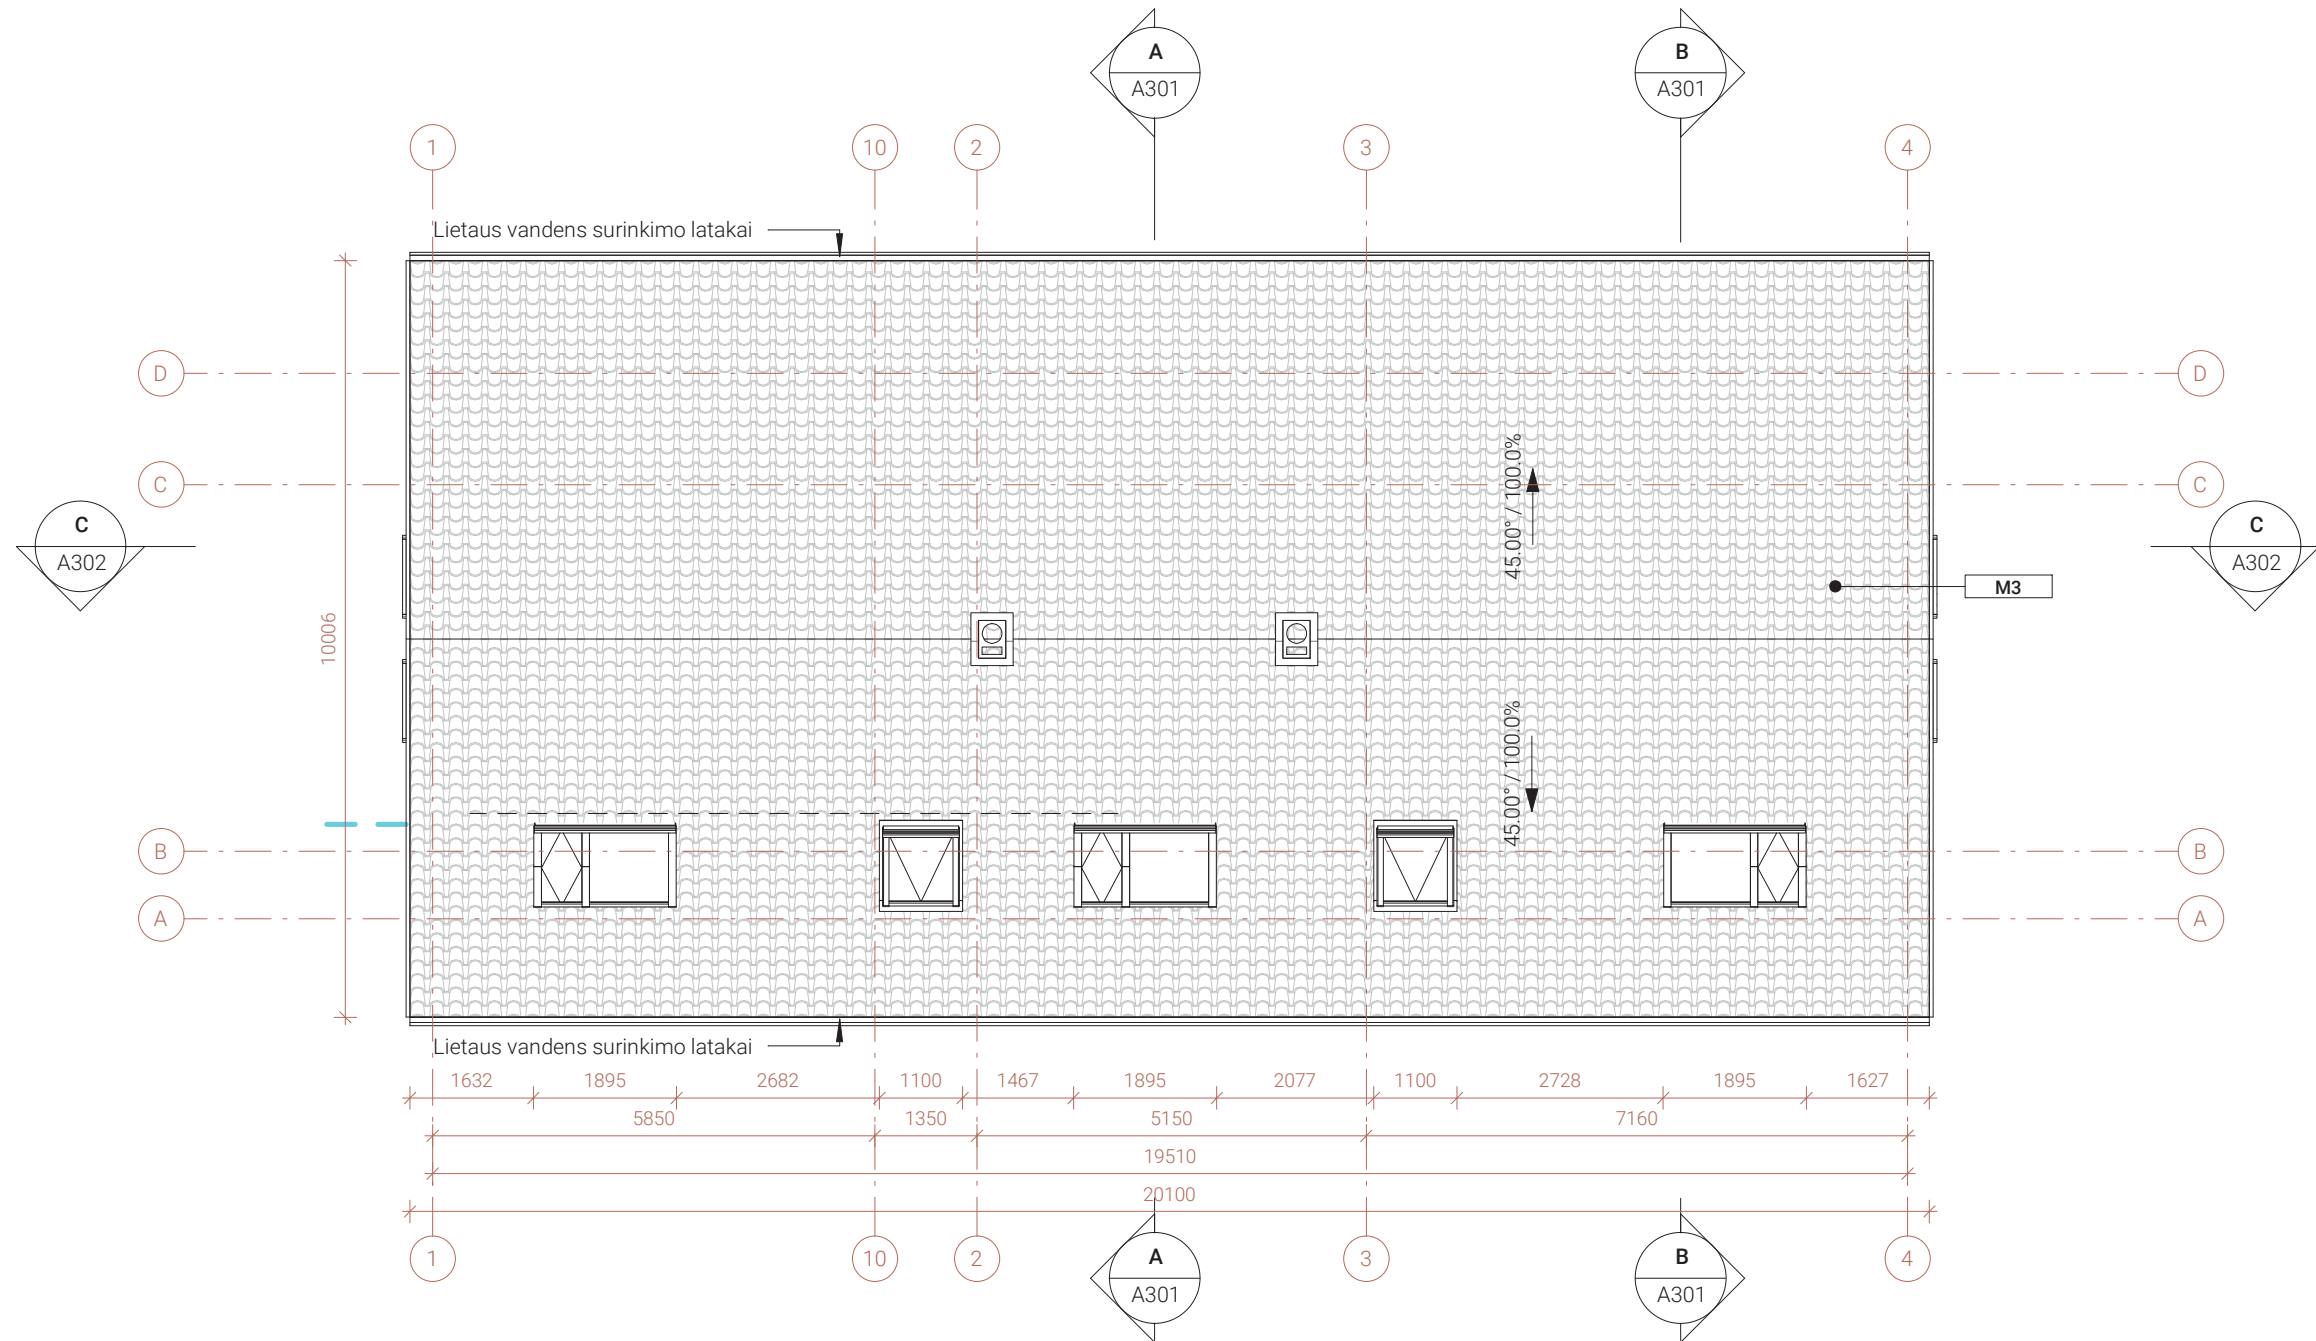 A
A301
B
A301
1
10
2
3
4
Lietaus vandens surinkimo latakai
D
D
C
C
C
A302
C
A302
45.00° / 100.0%
M3
10006
45.00° / 100.0%
B
B
A
A
Lietaus vandens surinkimo latakai
1632 1895 2682 1100 1467 1895 2077 1100 2728 1895 1627
5850 1350 5150 7160
19510
20100
1
10
2
3
4
A
A301
B
A301